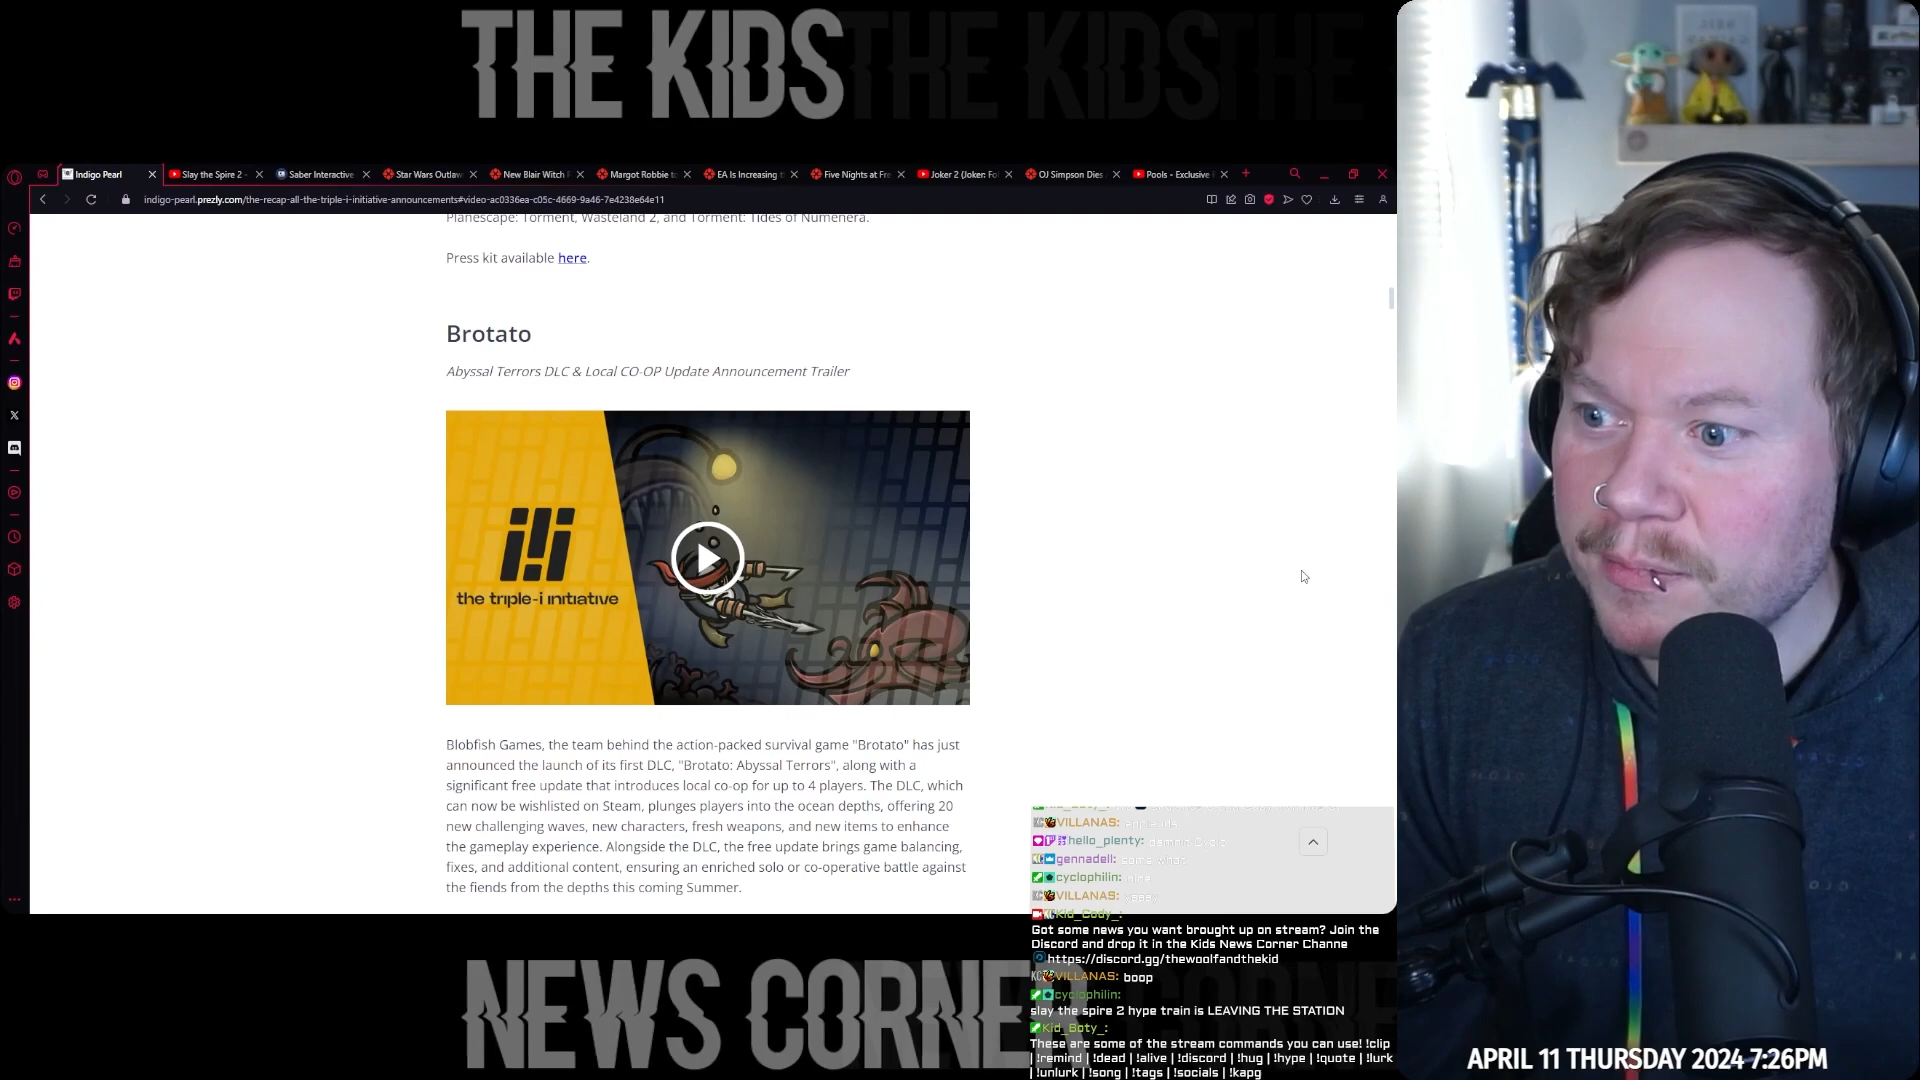 THE KIDS THE KIDS THE
Indigo Pearl
Slay the Spire 2 -
Saber Interactive
Star Wars Outlaw
New Blair Witch F
Margot Robbie to
EA Is Increasing t
Five Nights at Fre
Joker 2 (Joker: Fol
OJ Simpson Dies
Pools - Exclusive F
indigo-pearl.prezly.com/the-recap-all-the-triple-i-initiative-announcements#video-ac0336ea-c05c-4669-9a46-7e4238e64e11
Planescape: Torment, Wasteland 2, and Torment: Tides of Numenera.
Press kit available here.
Brotato
Abyssal Terrors DLC & Local CO-OP Update Announcement Trailer
the triple-i initiative
Blobfish Games, the team behind the action-packed survival game "Brotato" has just
announced the launch of its first DLC, "Brotato: Abyssal Terrors", along with a
significant free update that introduces local co-op for up to 4 players. The DLC, which
can now be wishlisted on Steam, plunges players into the ocean depths, offering 20
new challenging waves, new characters, fresh weapons, and new items to enhance
the gameplay experience. Alongside the DLC, the free update brings game balancing,
fixes, and additional content, ensuring an enriched solo or co-operative battle against
the fiends from the depths this coming Summer.
VILLANAS:
hello_plenty:
gennadell:
cyclophilin:
VILLANAS:
Kid_Cody_:
Got some news you want brought up on stream? Join the
Discord and drop it in the Kids News Corner Channe
https://discord.gg/thewoolfandthekid
VILLANAS: boop
cyclophilin:
slay the spire 2 hype train is LEAVING THE STATION
Kid_Boty_:
These are some of the stream commands you can use! !clip
| !remind | !dead | !alive | !discord | !hug | !hype | !quote | !lurk
| !unlurk | !song | !tags | !socials | !kapg
NEWS CORNER
APRIL 11 THURSDAY 2024 7:26PM